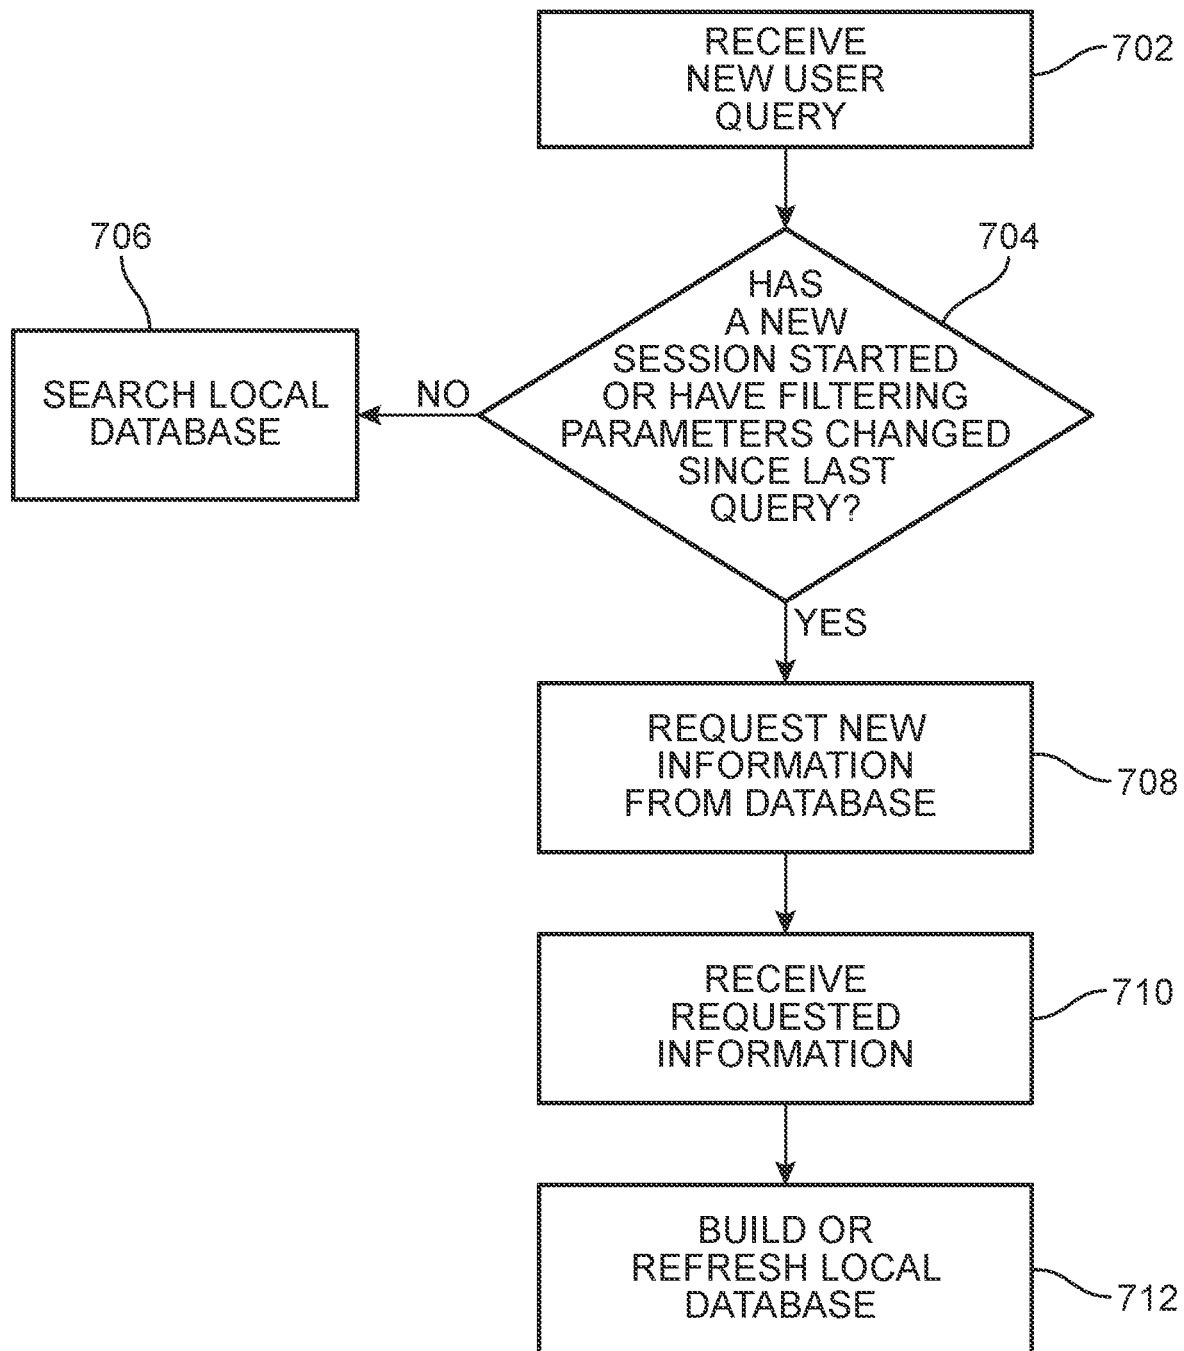 RECEIVE
NEW USER
QUERY
702
704
706
HAS
A NEW
SESSION STARTED
OR HAVE FILTERING
PARAMETERS CHANGED
SINCE LAST
QUERY?
NO
SEARCH LOCAL
DATABASE
YES
REQUEST NEW
INFORMATION
FROM DATABASE
708
RECEIVE
REQUESTED
INFORMATION
710
BUILD OR
REFRESH LOCAL
DATABASE
712